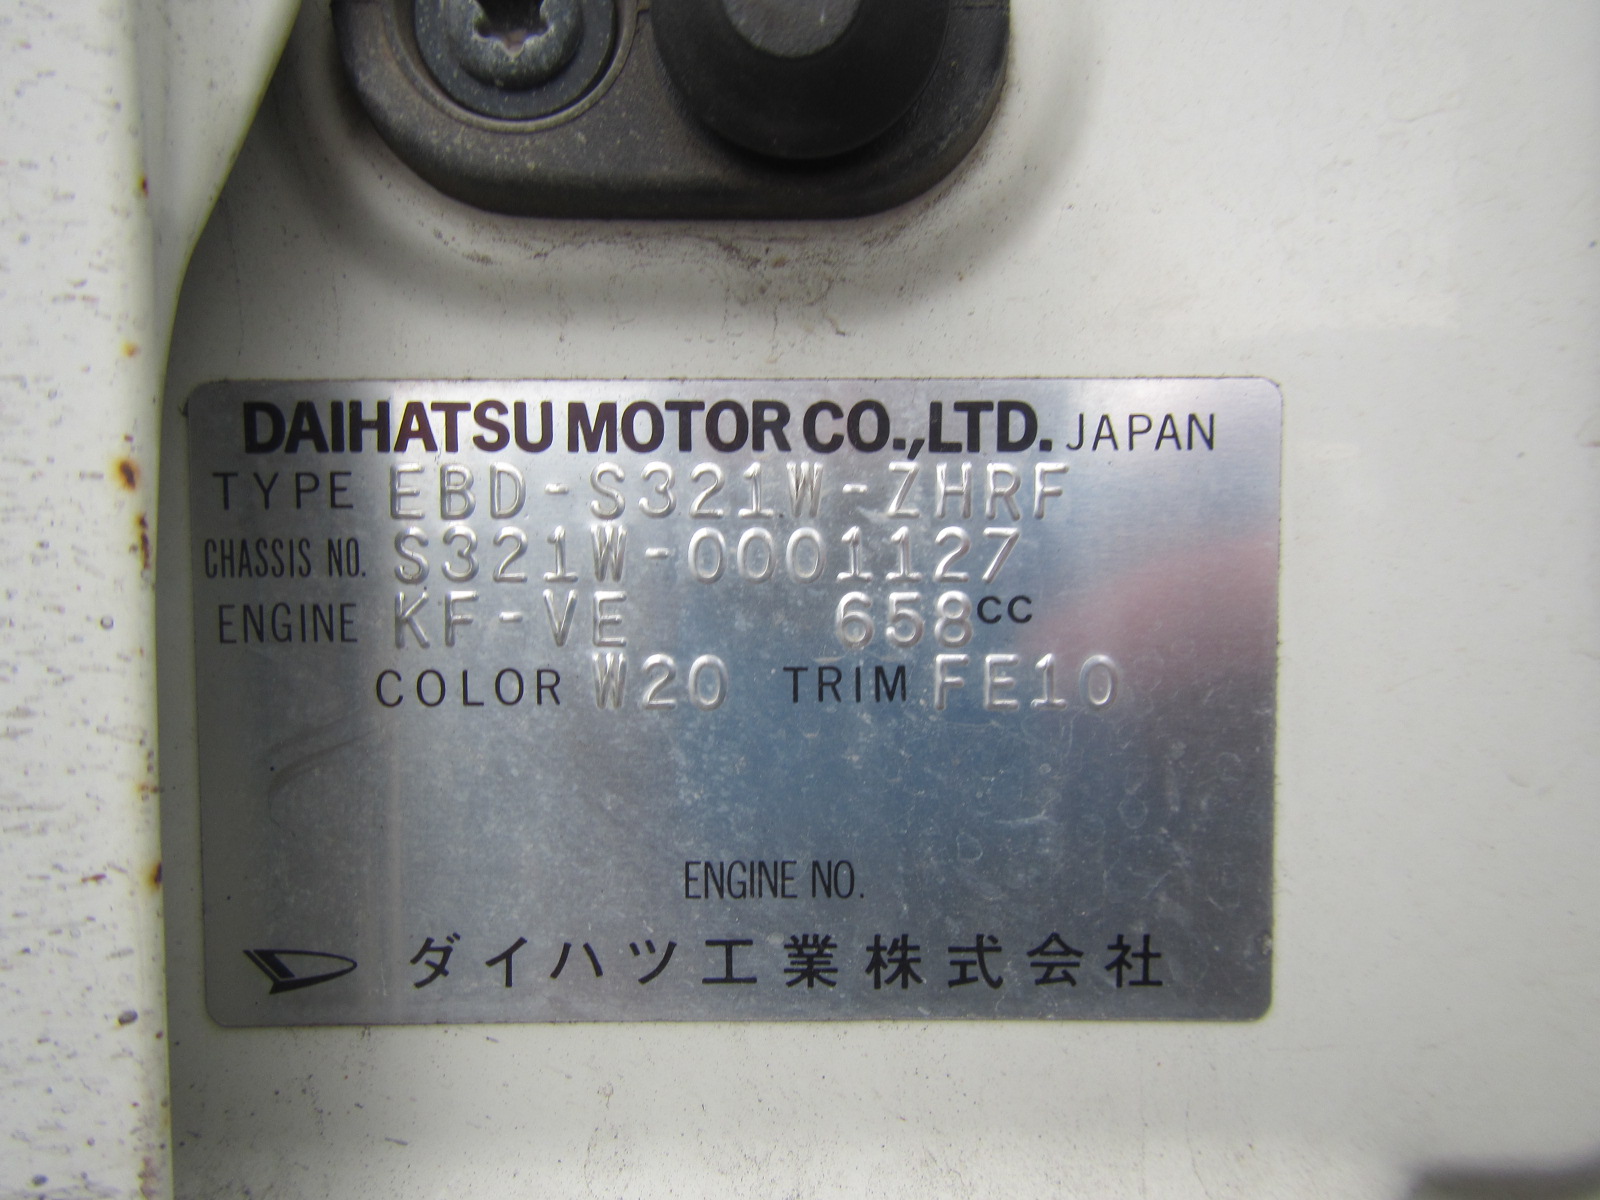 DAIHATSU MOTOR CO.,LTD. JAPAN
TYPE EBD-S321W-ZHRF
CHASSIS NO. S321W-0001127
ENGINE KF-VE 658CC
COLOR W20 TRIM FE10
ENGINE NO.
ダイハツ工業株式会社